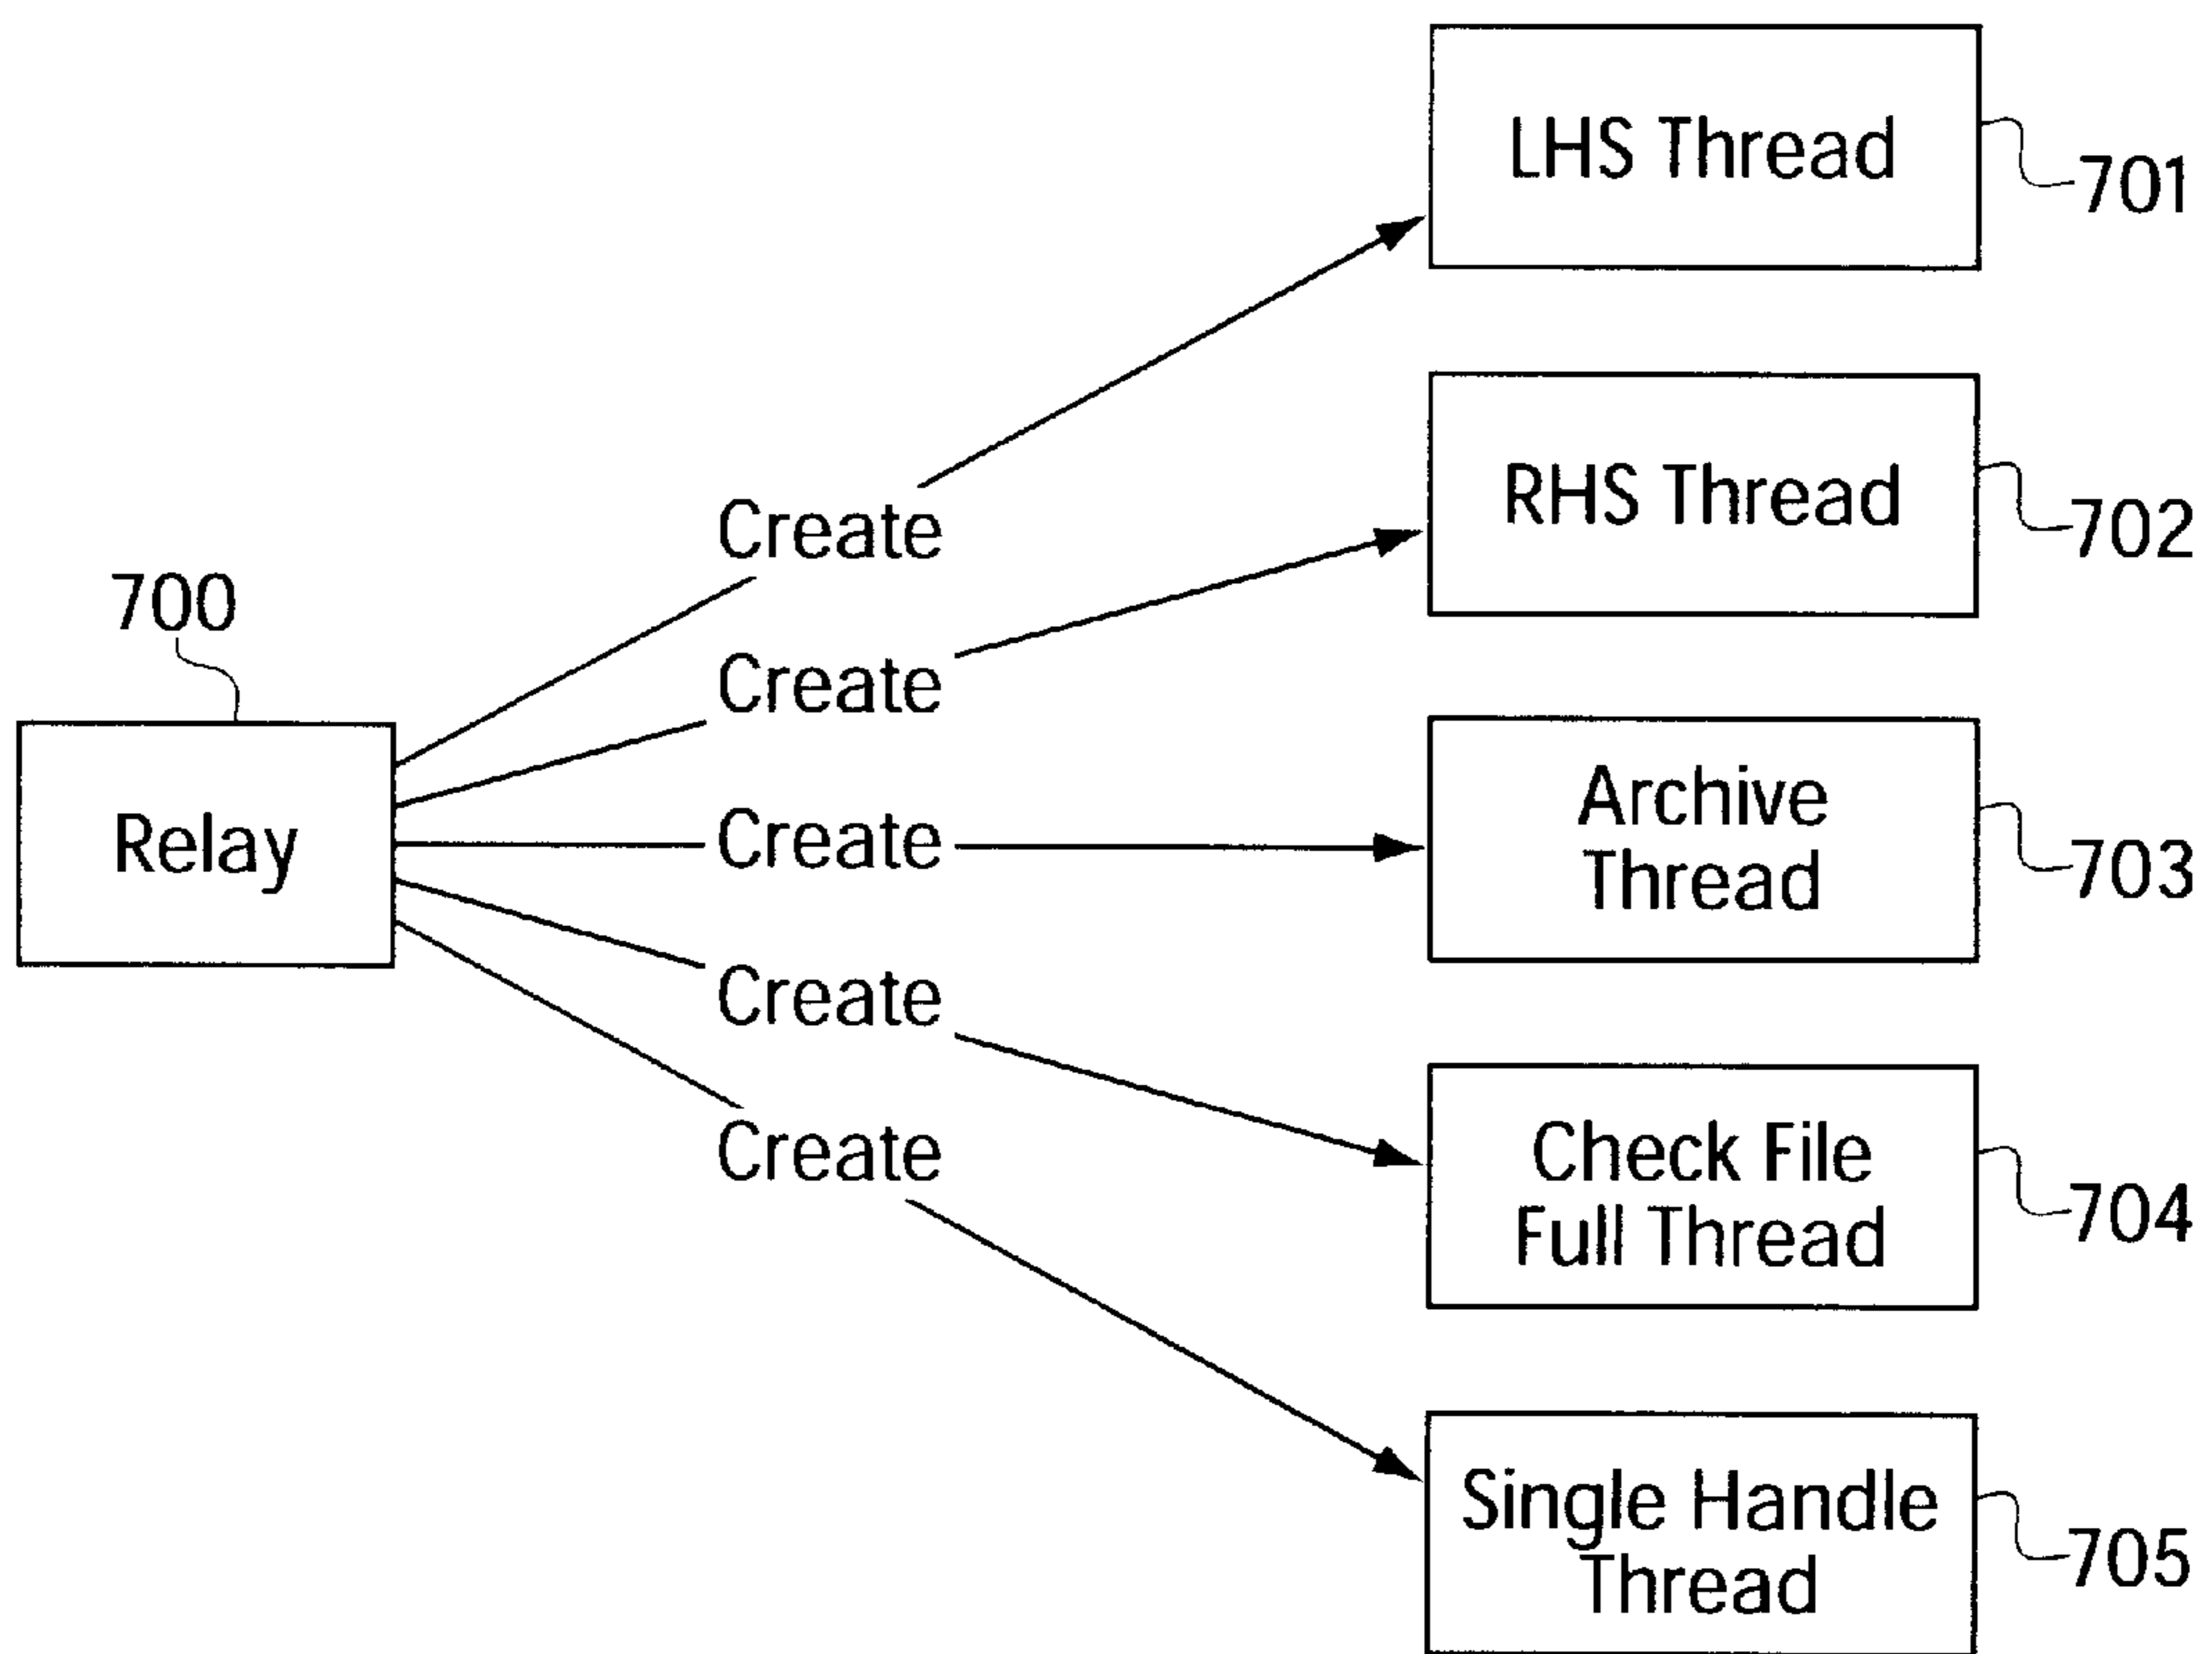 LHS Thread
701
Create
RHS Thread
702
700
Create
Relay
Create
Archive
Thread
703
Create
Check File
Full Thread
704
Create
Single Handle
Thread
705